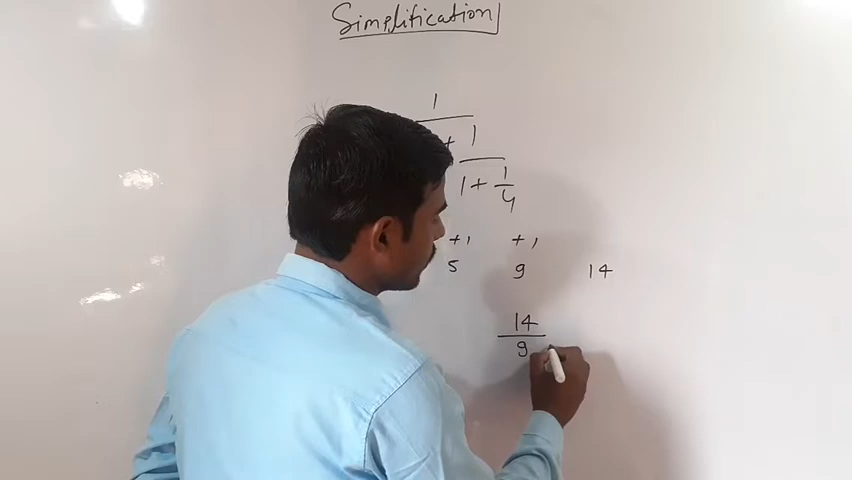 Simplification
1
+ 1
1 + 1
4
+1 +1
5 9 14
14
9